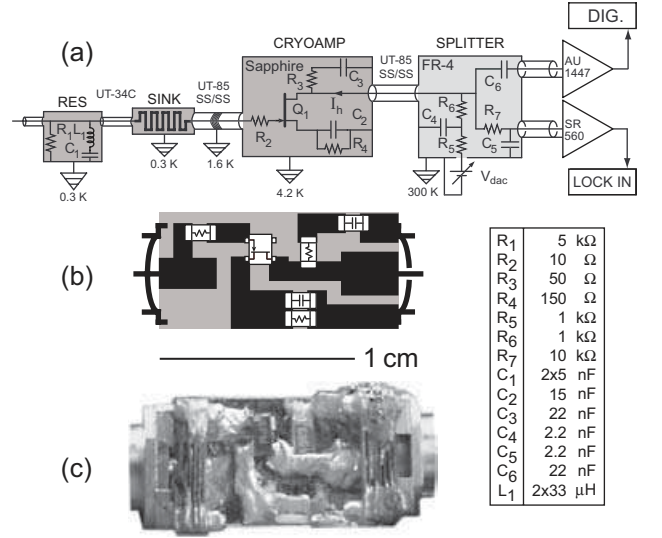 (a)
CRYOAMP
SPLITTER
DIG.
Sapphire
FR-4
AU
1447
UT-34C
UT-85
SS/SS
UT-85
SS/SS
RES
SINK
R3
C3
C6
R1
L1
C1
Q1
Ih
C2
R2
R4
R6
R7
C4
R5
C5
SR
560
0.3 K
0.3 K
1.6 K
4.2 K
300 K
Vdac
LOCK IN
(b)
1 cm
(c)
R1 5 kΩ
R2 10 Ω
R3 50 Ω
R4 150 Ω
R5 1 kΩ
R6 1 kΩ
R7 10 kΩ
C1 2x5 nF
C2 15 nF
C3 22 nF
C4 2.2 nF
C5 2.2 nF
C6 22 nF
L1 2x33 μH